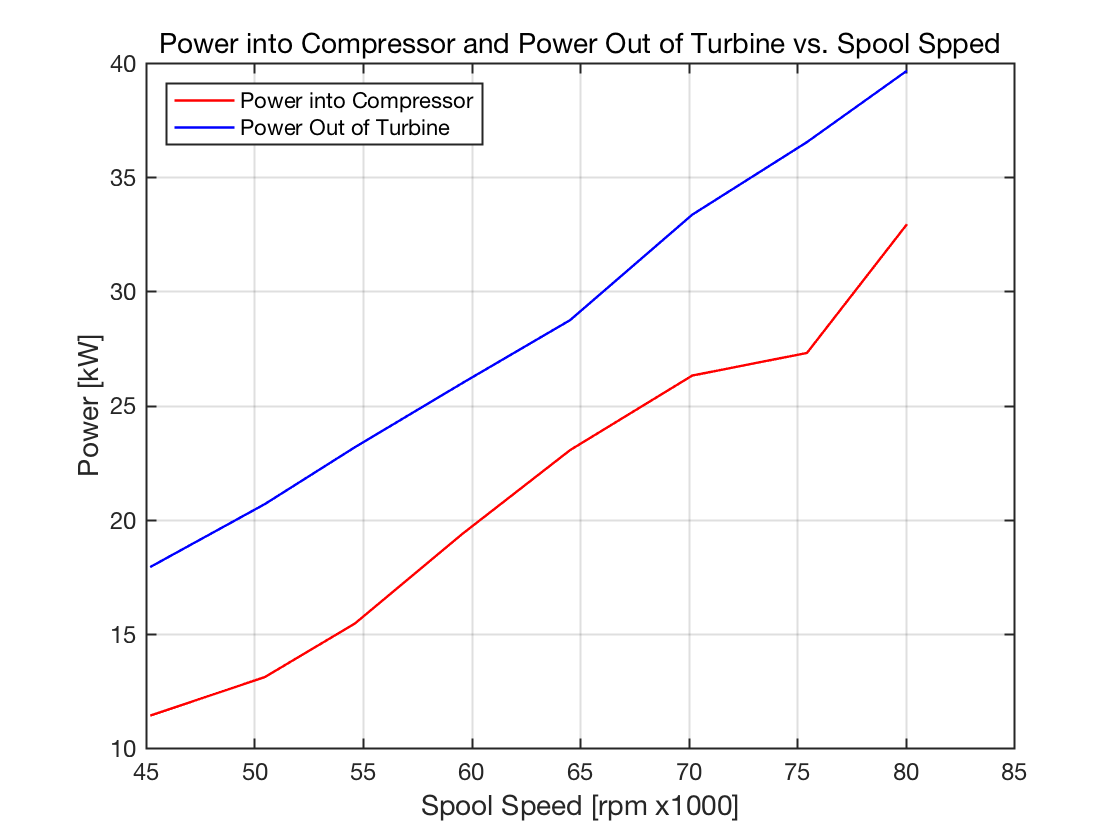 Power into Compressor and Power Out of Turbine vs. Spool Spped
Power into Compressor
Power Out of Turbine
40
35
30
25
20
15
10
Power [kW]
45 50 55 60 65 70 75 80 85
Spool Speed [rpm x1000]